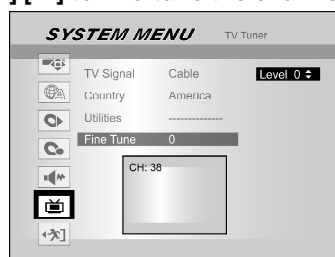 SYSTEM MENU TV Tuner
TV Signal Cable Level 0
Country America
Utilities --------------
Fine Tune 0
CH: 38